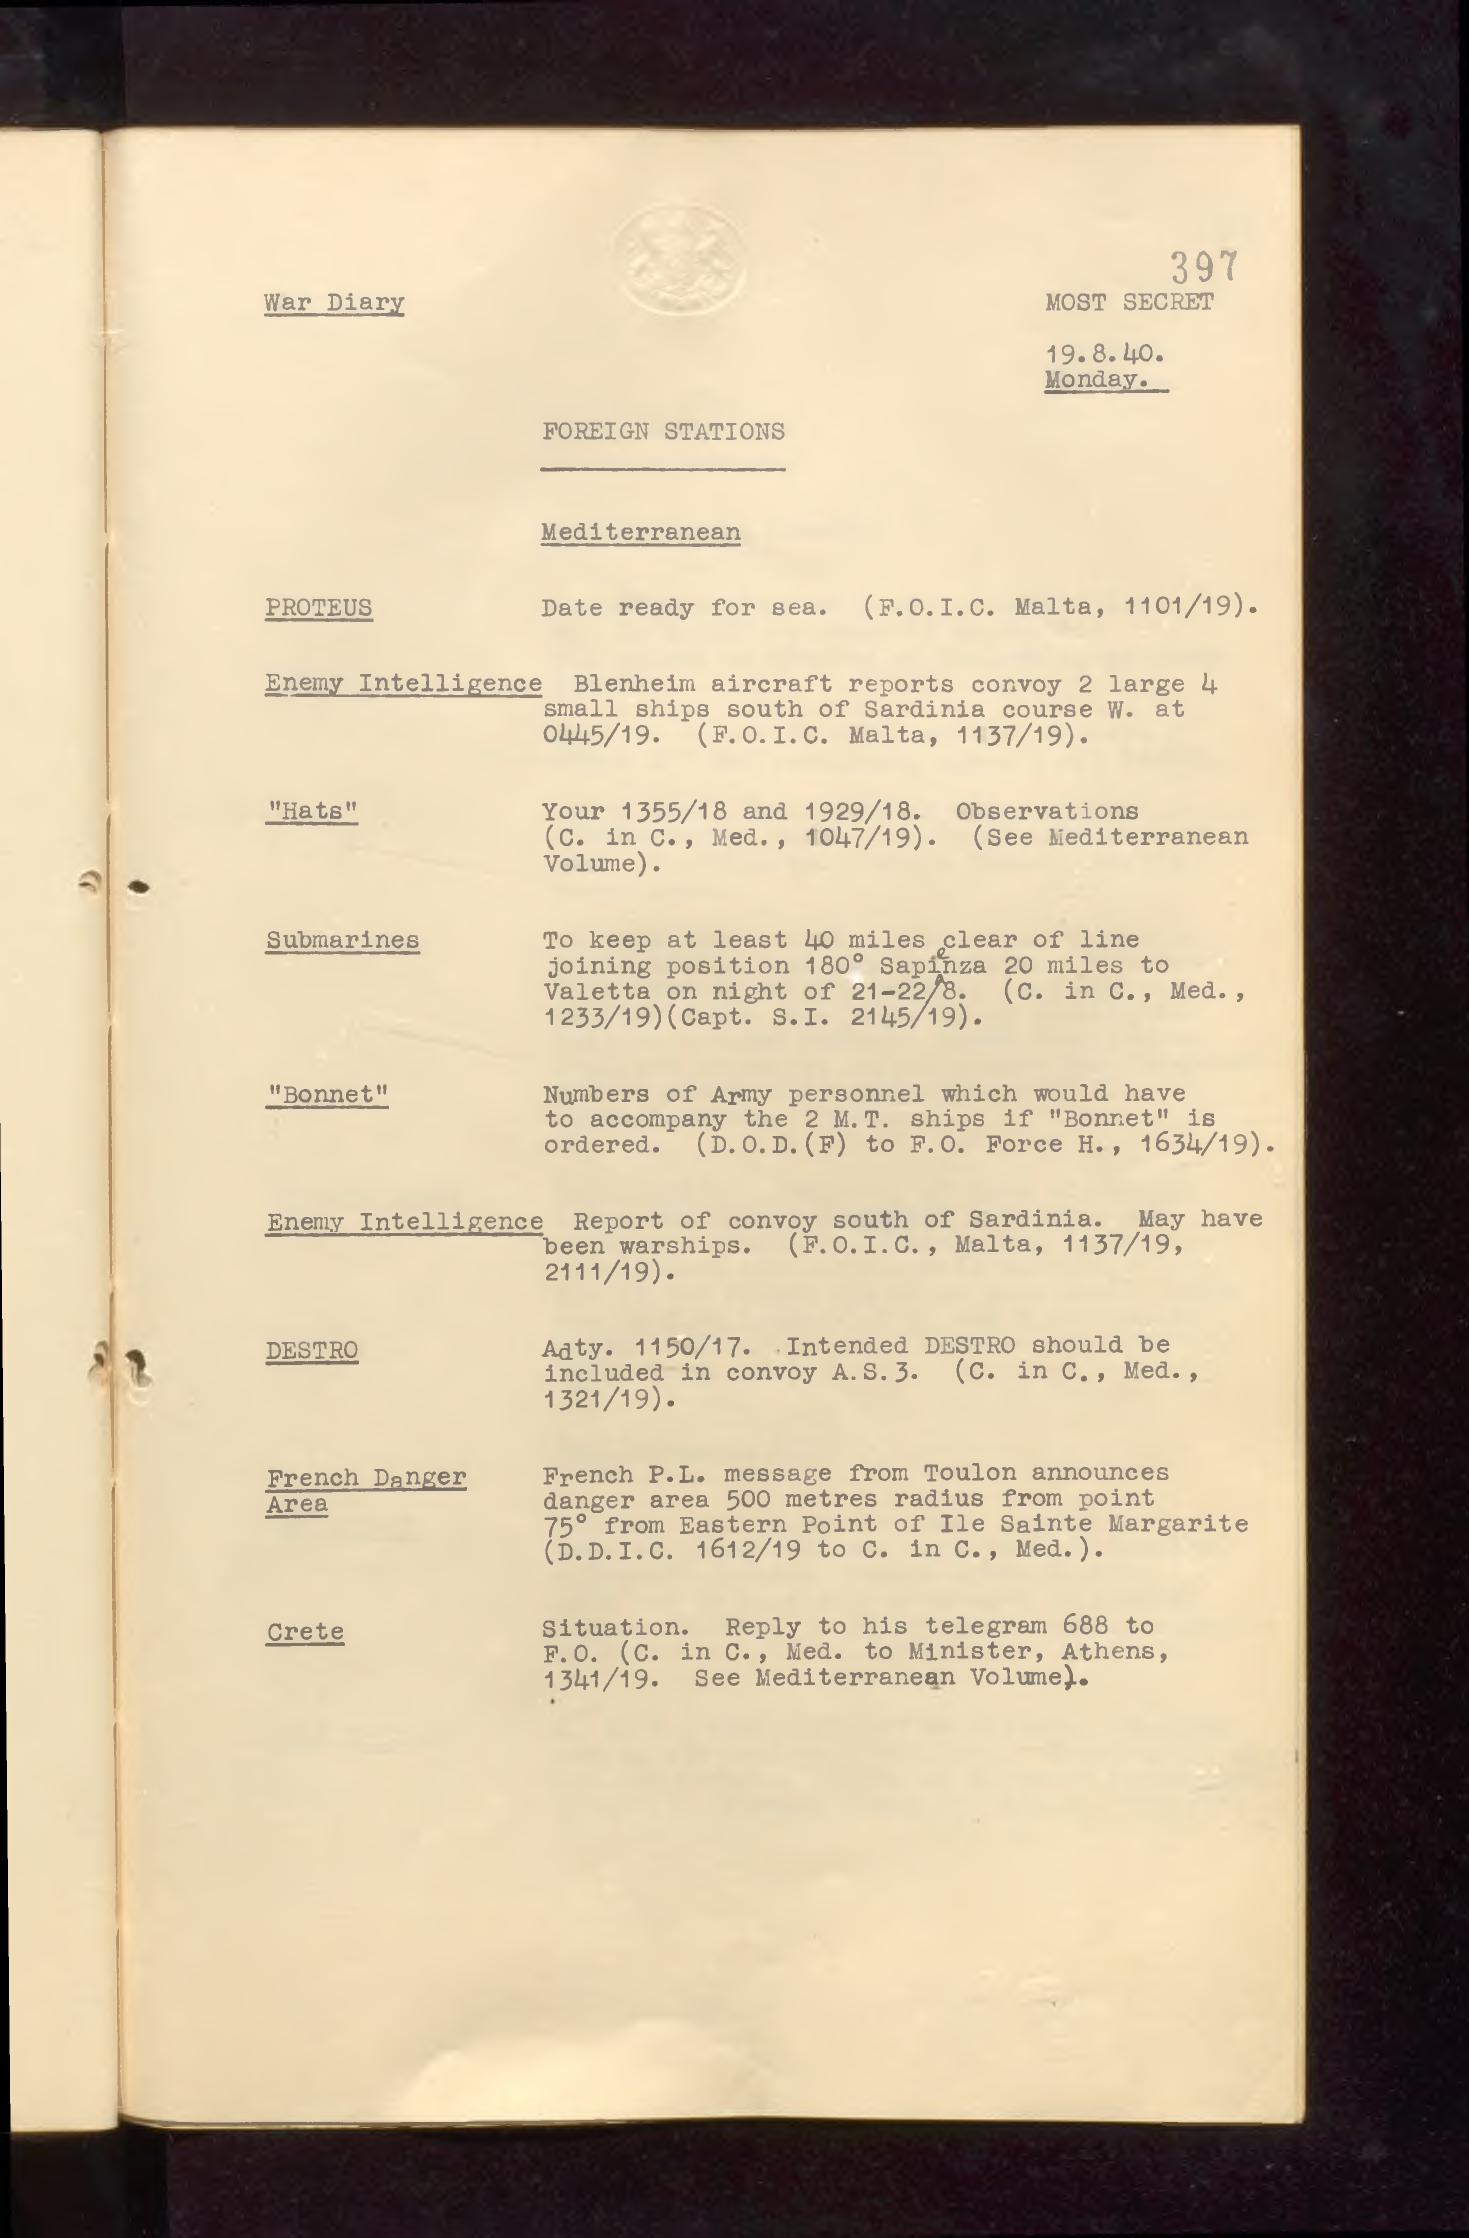 397
War Diary MOST SECRET
19.8.40.
Monday.
FOREIGN STATIONS
Mediterranean
PROTEUS Date ready for sea. (F.O.I.C. Malta, 1101/19).
Enemy Intelligence Blenheim aircraft reports convoy 2 large 4
small ships south of Sardinia course W. at
0445/19. (F.O.I.C. Malta, 1137/19).
"Hats" Your 1355/18 and 1929/18. Observations
(C. in C., Med., 1047/19). (See Mediterranean
Volume).
Submarines To keep at least 40 miles clear of line
joining position 180° Sapienza 20 miles to
Valetta on night of 21-22/8. (C. in C., Med.,
1233/19)(Capt. S.I. 2145/19).
"Bonnet" Numbers of Army personnel which would have
to accompany the 2 M.T. ships if "Bonnet" is
ordered. (D.O.D.(F) to F.O. Force H., 1634/19).
Enemy Intelligence Report of convoy south of Sardinia. May have
been warships. (F.O.I.C., Malta, 1137/19,
2111/19).
DESTRO Adty. 1150/17. Intended DESTRO should be
included in convoy A.S.3. (C. in C., Med.,
1321/19).
French Danger French P.L. message from Toulon announces
Area danger area 500 metres radius from point
75° from Eastern Point of Ile Sainte Margarite
(D.D.I.C. 1612/19 to C. in C., Med.).
Crete Situation. Reply to his telegram 688 to
F.O. (C. in C., Med. to Minister, Athens,
1341/19. See Mediterranean Volume).